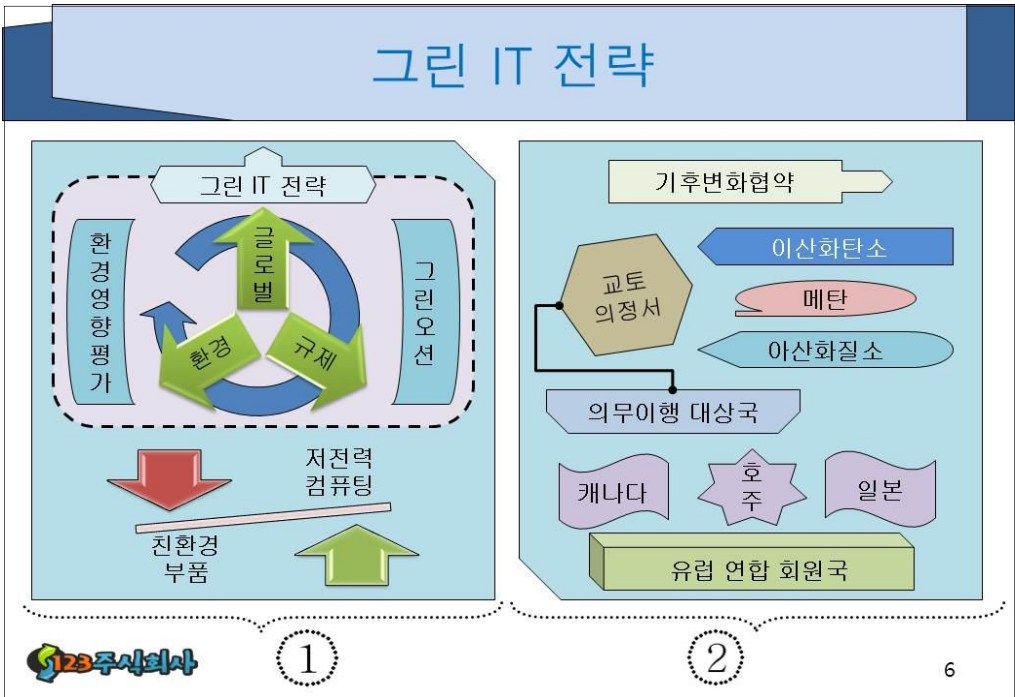 그린 IT 전략
그린 IT 전략
환경영향평가
글로벌
환경
규제
그린오션
저전력
컴퓨팅
친환경
부품
기후변화협약
교토
의정서
이산화탄소
메탄
아산화질소
의무이행 대상국
캐나다
호주
일본
유럽 연합 회원국
1
2
123주식회사
6